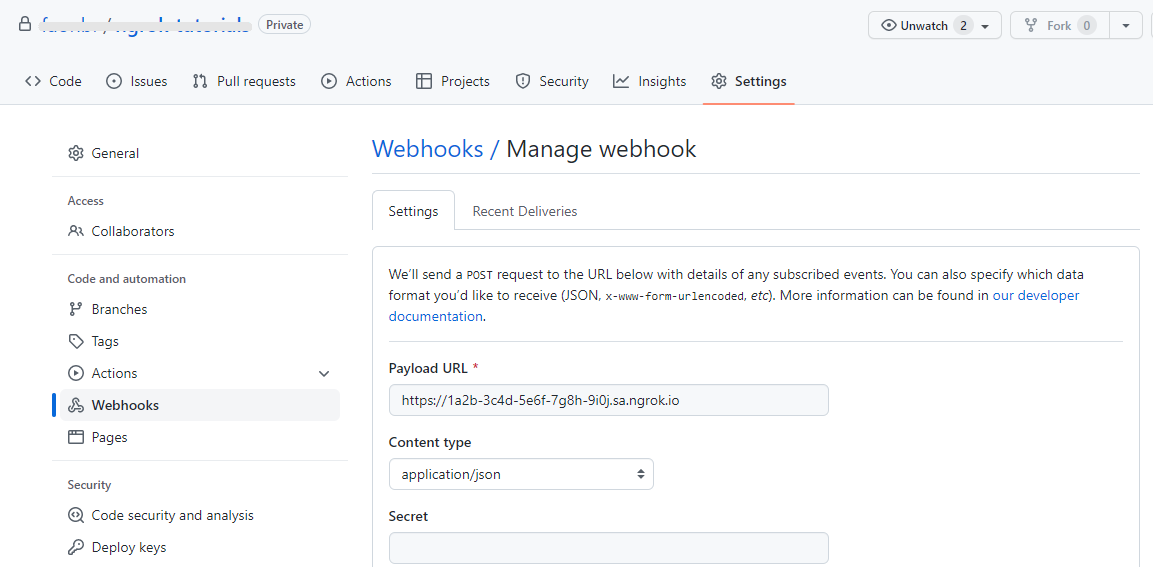 Private
Unwatch 2
Fork 0
Code
Issues
Pull requests
Actions
Projects
Security
Insights
Settings
General
Access
Collaborators
Code and automation
Branches
Tags
Actions
Webhooks
Pages
Security
Code security and analysis
Deploy keys
Webhooks / Manage webhook
Settings
Recent Deliveries
We’ll send a POST request to the URL below with details of any subscribed events. You can also specify which data
format you’d like to receive (JSON, x-www-form-urlencoded, etc). More information can be found in our developer
documentation.
Payload URL *
https://1a2b-3c4d-5e6f-7g8h-9i0j.sa.ngrok.io
Content type
application/json
Secret